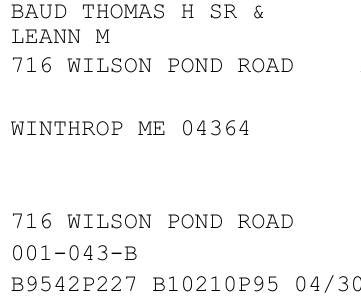 BAUD THOMAS H SR &
LEANN M
716 WILSON POND ROAD
WINTHROP ME 04364
716 WILSON POND ROAD
001-043-B
B9542P227 B10210P95 04/30